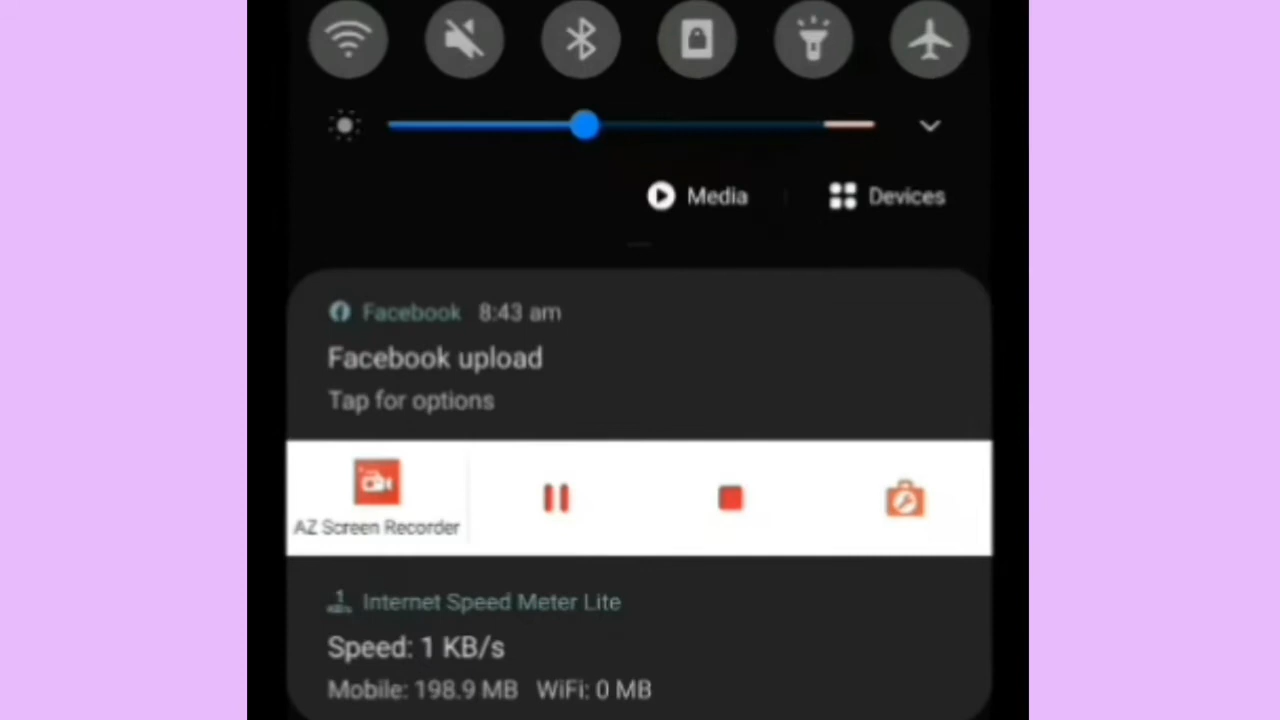 Media
Devices
Facebook 8:43 am
Facebook upload
Tap for options
AZ Screen Recorder
Internet Speed Meter Lite
Speed: 1 KB/s
Mobile: 198.9 MB WiFi: 0 MB